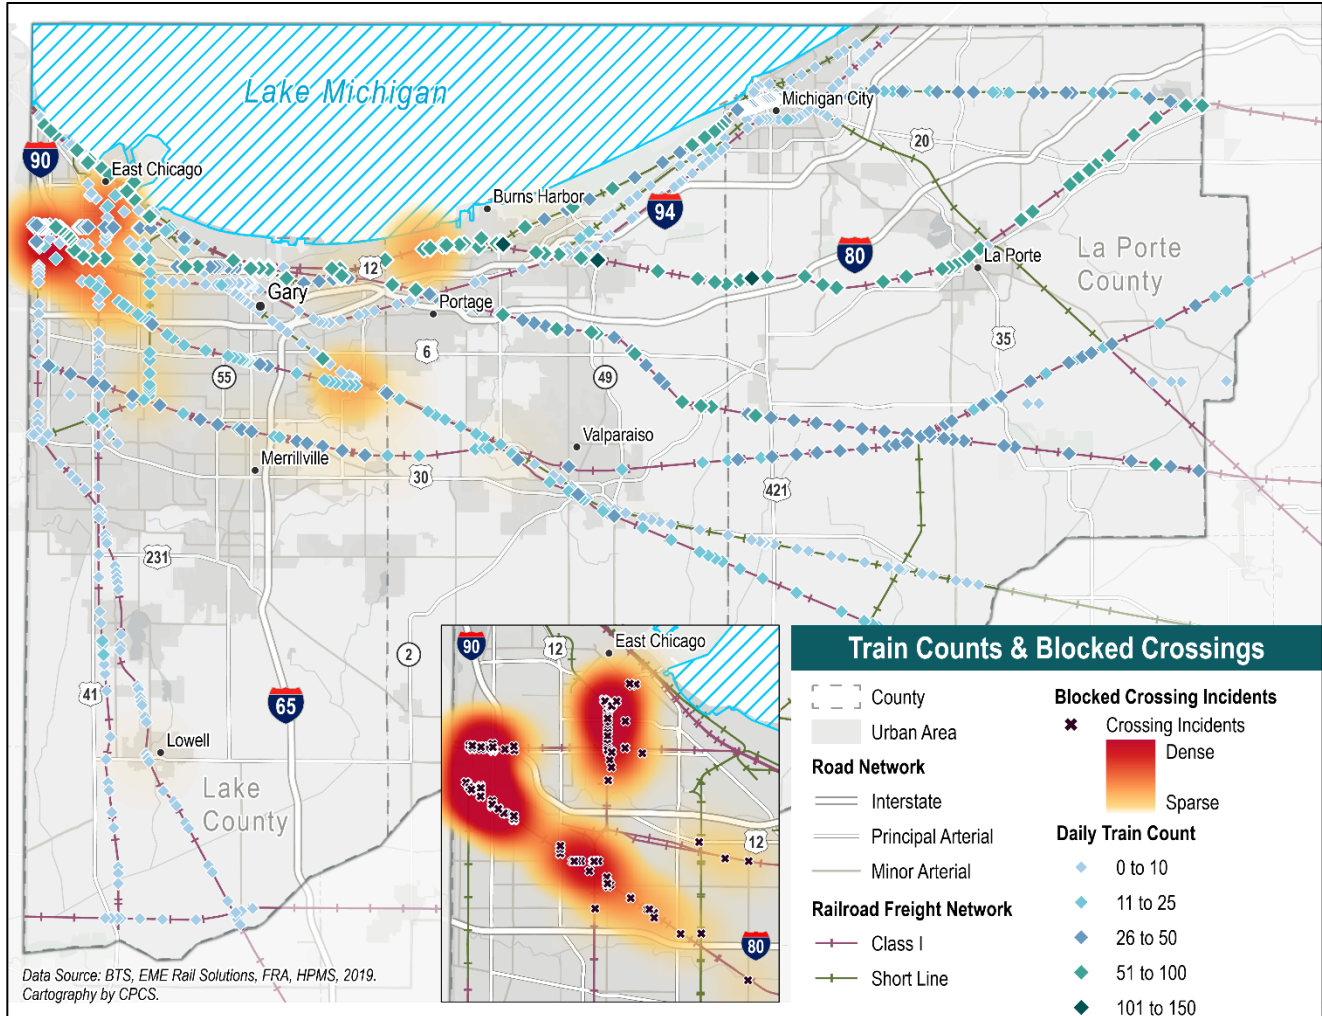 Lake Michigan
Michigan City
20
90
East Chicago
Burns Harbor
94
La Porte
County
80
La Porte
12
Gary
Portage
6
35
55
49
Valparaiso
Merrillville
30
421
231
2
41
65
Lowell
Lake
County
90
12
East Chicago
12
80
Data Source: BTS, EME Rail Solutions, FRA, HPMS, 2019.
Cartography by CPCS.
Train Counts & Blocked Crossings
County
Urban Area
Road Network
Interstate
Principal Arterial
Minor Arterial
Railroad Freight Network
Class I
Short Line
Blocked Crossing Incidents
Crossing Incidents
Dense
Sparse
Daily Train Count
0 to 10
11 to 25
26 to 50
51 to 100
101 to 150